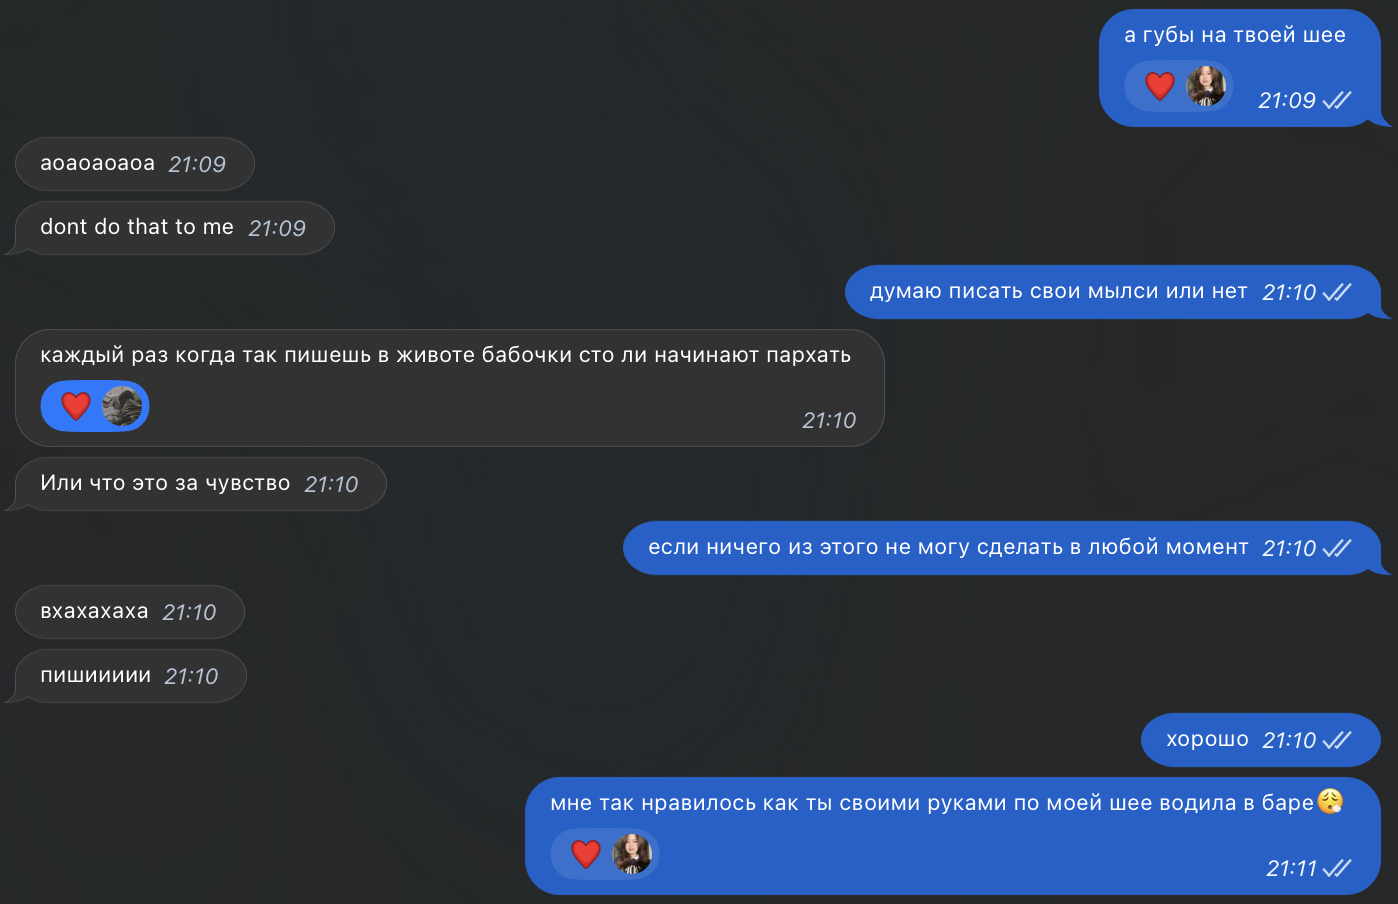 а губы на твоей шее
21:09
аоаоаоаоа 21:09
dont do that to me 21:09
думаю писать свои мылси или нет 21:10
каждый раз когда так пишешь в животе бабочки сто ли начинают пархать
21:10
Или что это за чувство 21:10
если ничего из этого не могу сделать в любой момент 21:10
вхахахаха 21:10
пишиииии 21:10
хорошо 21:10
мне так нравилось как ты своими руками по моей шее водила в баре😮‍💨
21:11